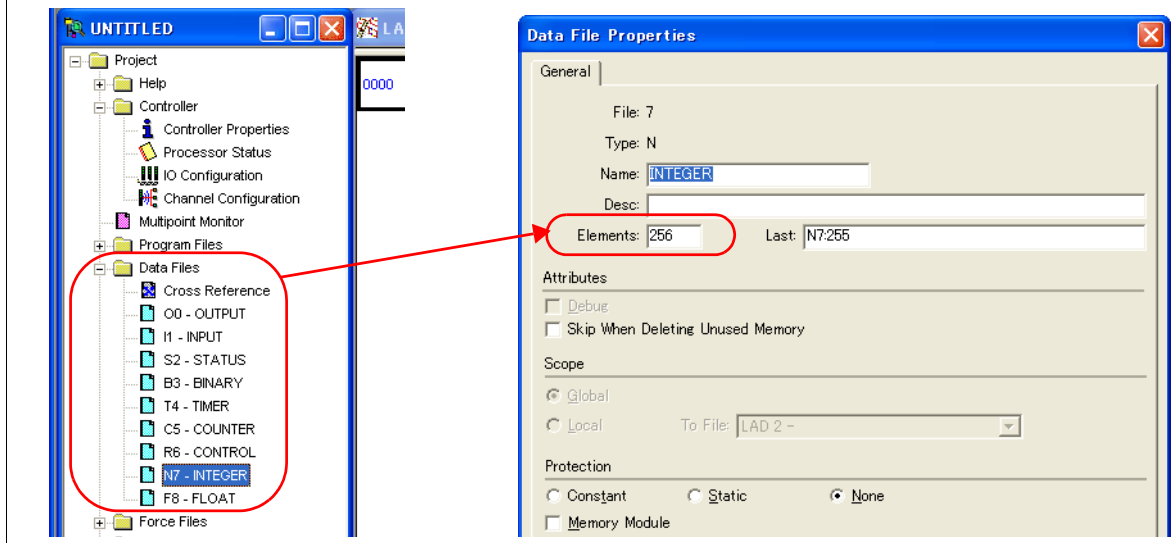 UNTITLED
LA
Project
Help
0000
Controller
Controller Properties
Processor Status
IO Configuration
Channel Configuration
Multipoint Monitor
Program Files
Data Files
Cross Reference
O0 - OUTPUT
I1 - INPUT
S2 - STATUS
B3 - BINARY
T4 - TIMER
C5 - COUNTER
R6 - CONTROL
N7 - INTEGER
F8 - FLOAT
Force Files
Data File Properties
General
File: 7
Type: N
Name: INTEGER
Desc:
Elements: 256 Last: N7:255
Attributes
Debug
Skip When Deleting Unused Memory
Scope
Global
Local To File: LAD 2 -
Protection
Constant Static None
Memory Module